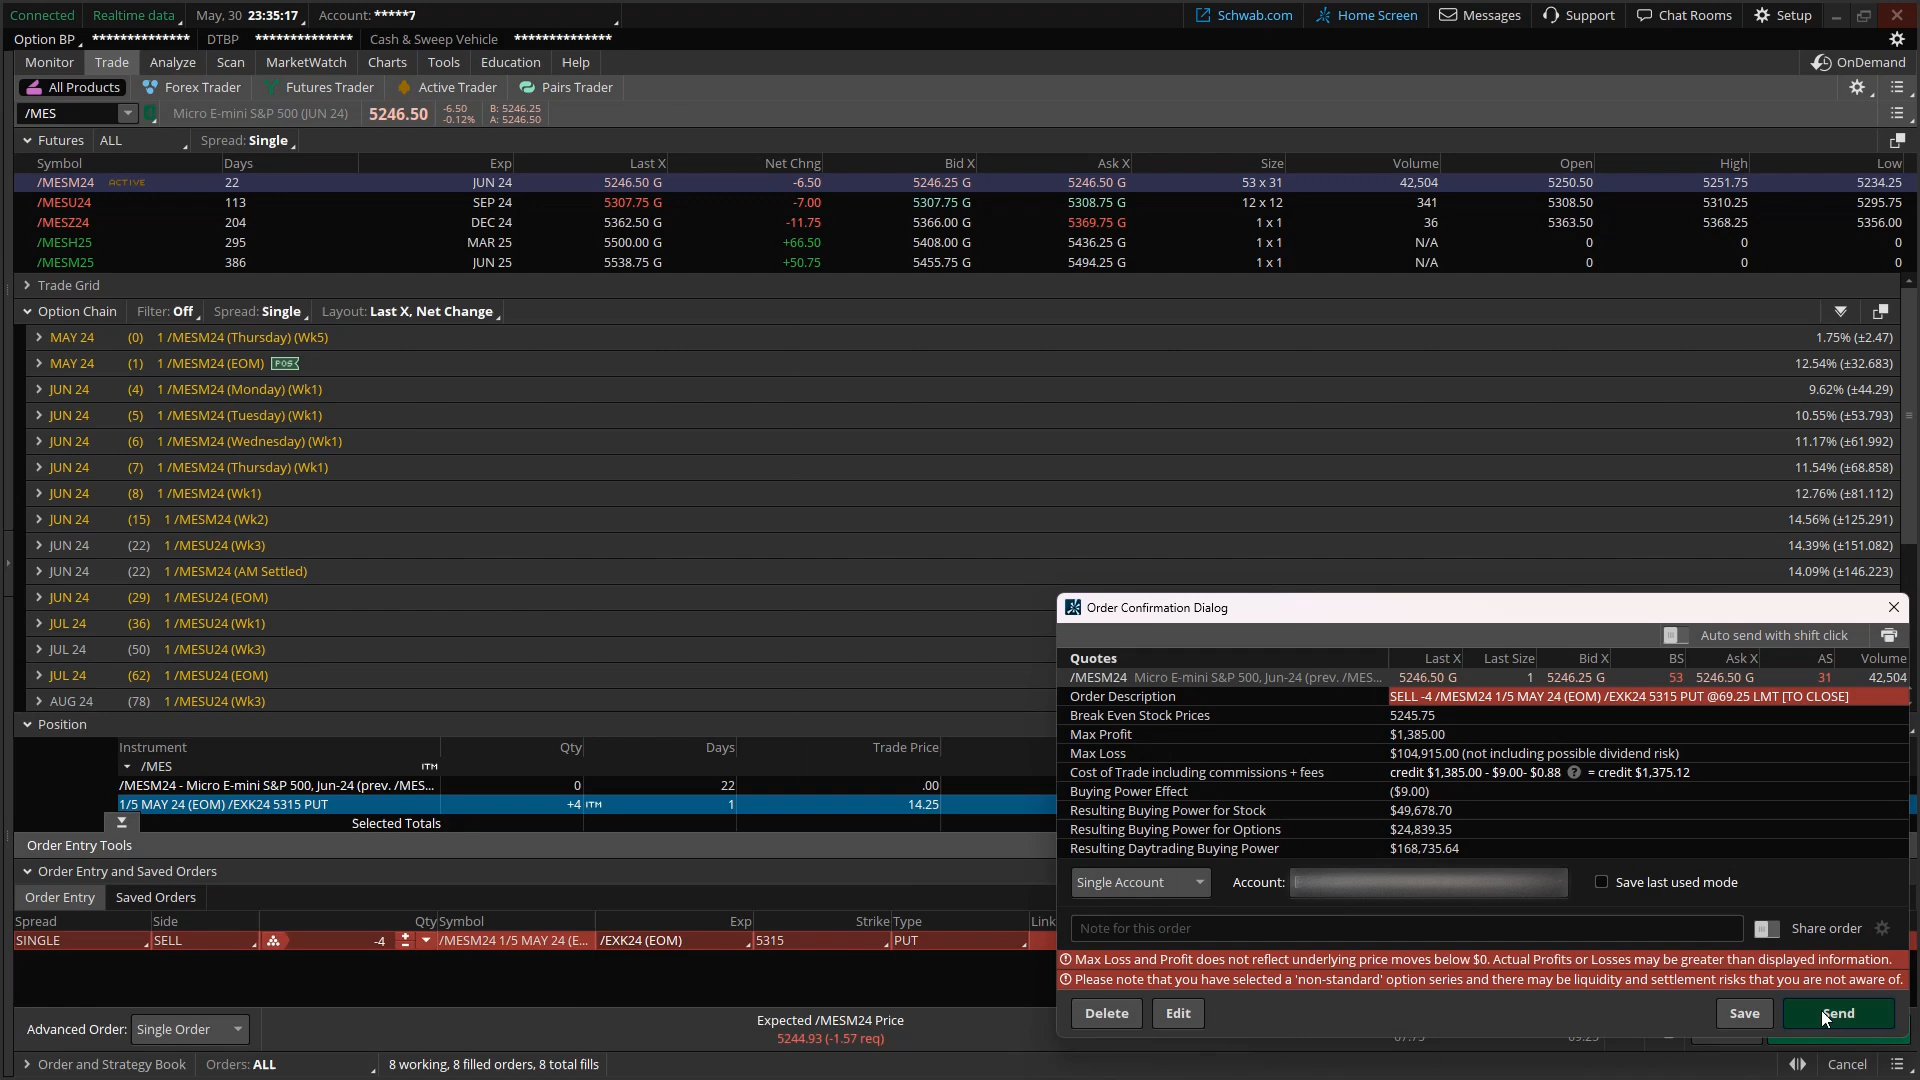 Connected Realtime data May, 30 23:35:17 Account: *****7 Schwab.com Home Screen Messages Support Chat Rooms Setup
Option BP ************** DTBP ************** Cash & Sweep Vehicle **************
Monitor Trade Analyze Scan MarketWatch Charts Tools Education Help OnDemand
All Products Forex Trader Futures Trader Active Trader Pairs Trader
/MES Micro E-mini S&P 500 (JUN 24) 5246.50 -6.50 B: 5246.25
-0.12% A: 5246.50
Futures ALL Spread: Single
Symbol Days Exp Last X Net Chng Bid X Ask X Size Volume Open High Low
/MESM24 ACTIVE 22 JUN 24 5246.50 G -6.50 5246.25 G 5246.50 G 53 x 31 42,504 5250.50 5251.75 5234.25
/MESU24 113 SEP 24 5307.75 G -7.00 5307.75 G 5308.75 G 12 x 12 341 5308.50 5310.25 5295.75
/MESZ24 204 DEC 24 5362.50 G -11.75 5366.00 G 5369.75 G 1 x 1 36 5363.50 5368.25 5356.00
/MESH25 295 MAR 25 5500.00 G +66.50 5408.00 G 5436.25 G 1 x 1 N/A 0 0 0
/MESM25 386 JUN 25 5538.75 G +50.75 5455.75 G 5494.25 G 1 x 1 N/A 0 0 0
Trade Grid
Option Chain Filter: Off Spread: Single Layout: Last X, Net Change
MAY 24 (0) 1 /MESM24 (Thursday) (Wk5) 1.75% (±2.47)
MAY 24 (1) 1 /MESM24 (EOM) POS 12.54% (±32.683)
JUN 24 (4) 1 /MESM24 (Monday) (Wk1) 9.62% (±44.29)
JUN 24 (5) 1 /MESM24 (Tuesday) (Wk1) 10.55% (±53.793)
JUN 24 (6) 1 /MESM24 (Wednesday) (Wk1) 11.17% (±61.992)
JUN 24 (7) 1 /MESM24 (Thursday) (Wk1) 11.54% (±68.858)
JUN 24 (8) 1 /MESM24 (Wk1) 12.76% (±81.112)
JUN 24 (15) 1 /MESM24 (Wk2) 14.56% (±125.291)
JUN 24 (22) 1 /MESU24 (Wk3) 14.39% (±151.082)
JUN 24 (22) 1 /MESM24 (AM Settled) 14.09% (±146.223)
JUN 24 (29) 1 /MESU24 (EOM)
JUL 24 (36) 1 /MESU24 (Wk1)
JUL 24 (50) 1 /MESU24 (Wk3)
JUL 24 (62) 1 /MESU24 (EOM)
AUG 24 (78) 1 /MESU24 (Wk3)
Position
Instrument Qty Days Trade Price
/MES ITM
/MESM24 - Micro E-mini S&P 500, Jun-24 (prev. /MES... 0 22 .00
1/5 MAY 24 (EOM) /EXK24 5315 PUT +4 ITM 1 14.25
Selected Totals
Order Entry Tools
Order Entry and Saved Orders
Order Entry Saved Orders
Spread Side Qty Symbol Exp Strike Type Link
SINGLE SELL -4 /MESM24 1/5 MAY 24 (E... /EXK24 (EOM) 5315 PUT
Advanced Order: Single Order Expected /MESM24 Price
5244.93 (-1.57 req)
Order and Strategy Book Orders: ALL 8 working, 8 filled orders, 8 total fills Cancel
Order Confirmation Dialog
Auto send with shift click
Quotes Last X Last Size Bid X BS Ask X AS Volume
/MESM24 Micro E-mini S&P 500, Jun-24 (prev. /MES... 5246.50 G 1 5246.25 G 53 5246.50 G 31 42,504
Order Description SELL -4 /MESM24 1/5 MAY 24 (EOM) /EXK24 5315 PUT @69.25 LMT [TO CLOSE]
Break Even Stock Prices 5245.75
Max Profit $1,385.00
Max Loss $104,915.00 (not including possible dividend risk)
Cost of Trade including commissions + fees credit $1,385.00 - $9.00- $0.88 ? = credit $1,375.12
Buying Power Effect ($9.00)
Resulting Buying Power for Stock $49,678.70
Resulting Buying Power for Options $24,839.35
Resulting Daytrading Buying Power $168,735.64
Single Account Account: Save last used mode
Note for this order Share order
Max Loss and Profit does not reflect underlying price moves below $0. Actual Profits or Losses may be greater than displayed information.
Please note that you have selected a 'non-standard' option series and there may be liquidity and settlement risks that you are not aware of.
Delete Edit Save Send